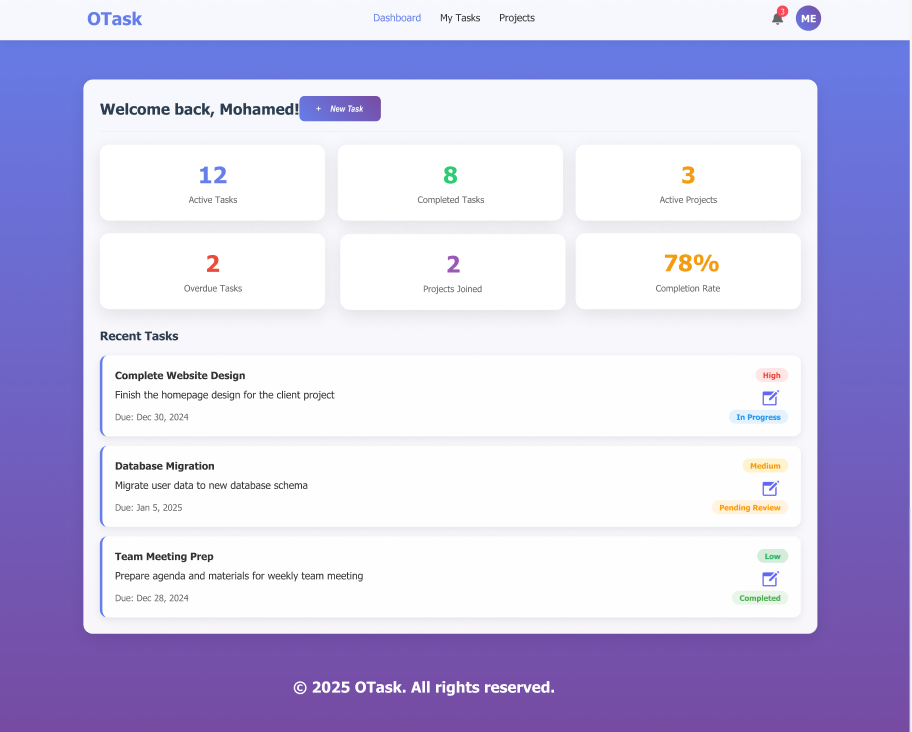 OTask
Dashboard My Tasks Projects
3
ME
Welcome back, Mohamed!
+ New Task
12
Active Tasks
8
Completed Tasks
3
Active Projects
2
Overdue Tasks
2
Projects Joined
78%
Completion Rate
Recent Tasks
Complete Website Design
High
Finish the homepage design for the client project
Due: Dec 30, 2024
In Progress
Database Migration
Medium
Migrate user data to new database schema
Due: Jan 5, 2025
Pending Review
Team Meeting Prep
Low
Prepare agenda and materials for weekly team meeting
Due: Dec 28, 2024
Completed
© 2025 OTask. All rights reserved.